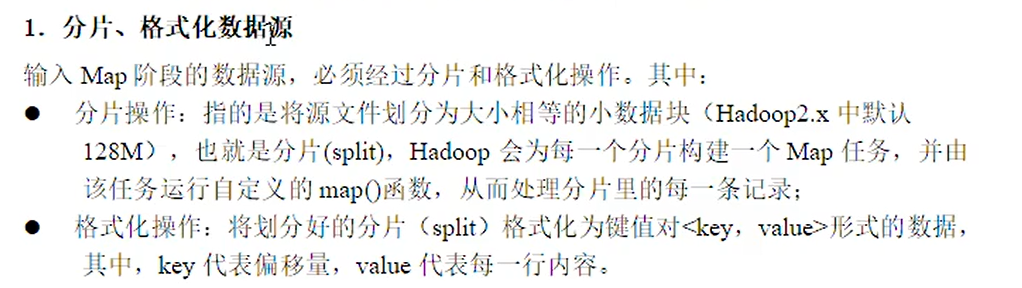 1．分片、格式化数据源
输入 Map 阶段的数据源，必须经过分片和格式化操作。其中：
● 分片操作：指的是将源文件划分为大小相等的小数据块（Hadoop2.x 中默认
128M），也就是分片(split)，Hadoop 会为每一个分片构建一个 Map 任务，并由
该任务运行自定义的 map()函数，从而处理分片里的每一条记录；
● 格式化操作：将划分好的分片（split）格式化为键值对<key，value>形式的数据，
其中，key 代表偏移量，value 代表每一行内容。